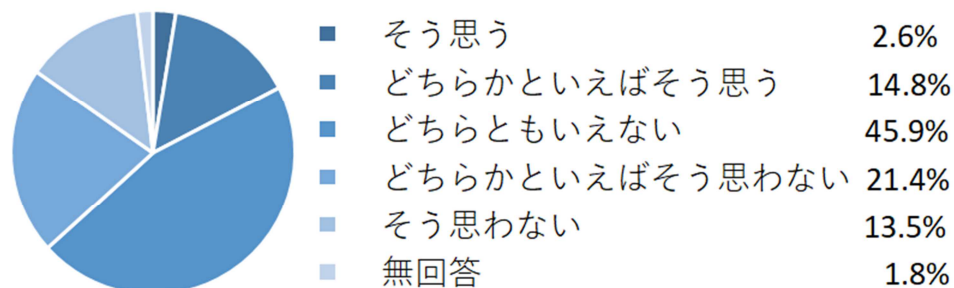 そう思う 2.6%
どちらかといえばそう思う 14.8%
どちらともいえない 45.9%
どちらかといえばそう思わない 21.4%
そう思わない 13.5%
無回答 1.8%